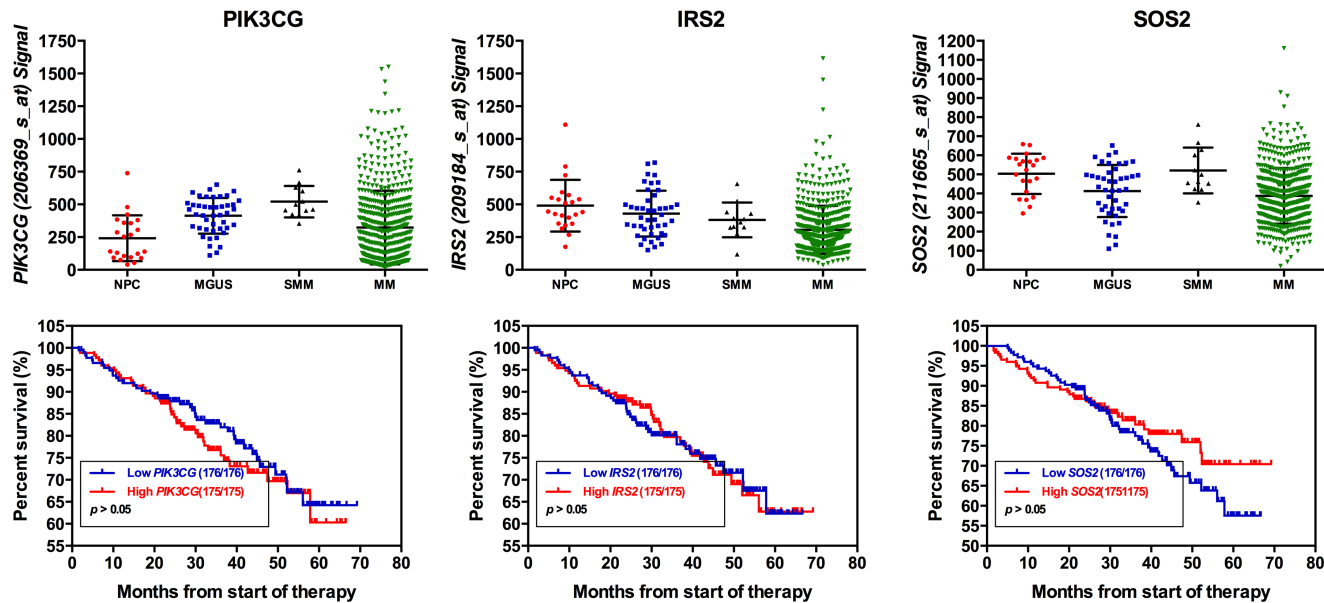 PIK3CG
PIK3CG (206369_s_at) Signal
1750
1500
1250
1000
750
500
250
0
NPC MGUS SMM MM
IRS2
IRS2 (209184_s_at) Signal
1750
1500
1250
1000
750
500
250
0
NPC MGUS SMM MM
SOS2
SOS2 (211665_s_at) Signal
1200
1100
1000
900
800
700
600
500
400
300
200
100
0
NPC MGUS SMM MM
Percent survival (%)
105
100
95
90
85
80
75
70
65
60
55
Low PIK3CG (176/176)
High PIK3CG (175/175)
p > 0.05
0 10 20 30 40 50 60 70 80
Months from start of therapy
Percent survival (%)
105
100
95
90
85
80
75
70
65
60
55
Low IRS2 (176/176)
High IRS2 (175/175)
p > 0.05
0 10 20 30 40 50 60 70 80
Months from start of therapy
Percent survival (%)
105
100
95
90
85
80
75
70
65
60
55
50
Low SOS2 (176/176)
High SOS2(1751175)
p > 0.05
0 10 20 30 40 50 60 70 80
Months from start of therapy